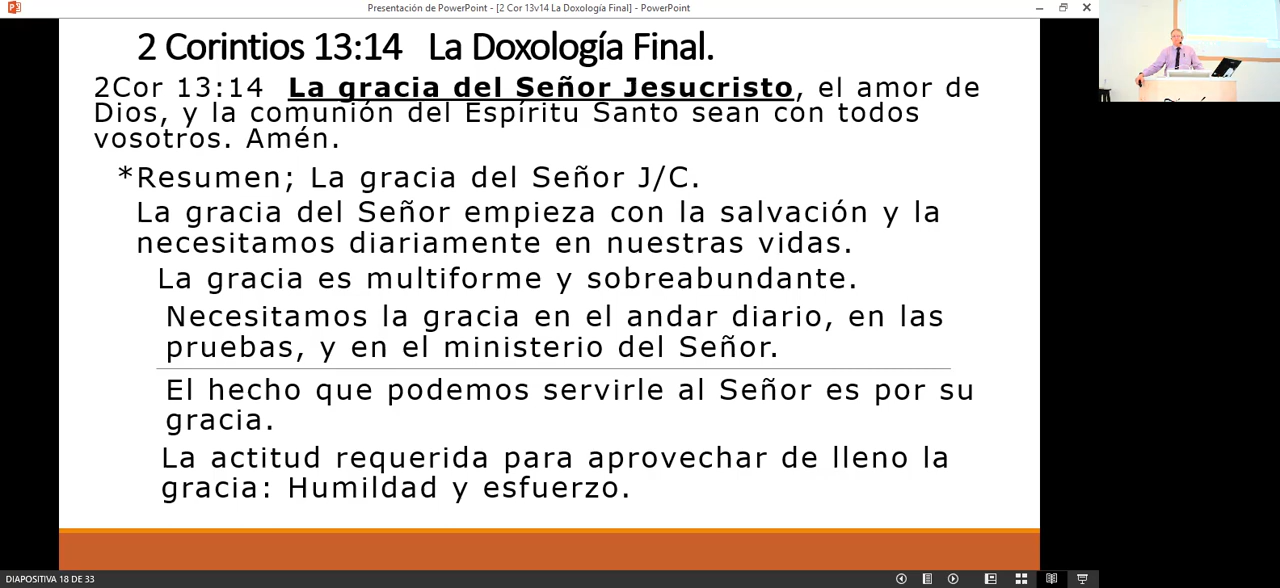 Presentación de PowerPoint - [2 Cor 13v14 La Doxología Final] - PowerPoint
2 Corintios 13:14 La Doxología Final.
2Cor 13:14 La gracia del Señor Jesucristo, el amor de
Dios, y la comunión del Espíritu Santo sean con todos
vosotros. Amén.
*Resumen; La gracia del Señor J/C.
La gracia del Señor empieza con la salvación y la
necesitamos diariamente en nuestras vidas.
La gracia es multiforme y sobreabundante.
Necesitamos la gracia en el andar diario, en las
pruebas, y en el ministerio del Señor.
El hecho que podemos servirle al Señor es por su
gracia.
La actitud requerida para aprovechar de lleno la
gracia: Humildad y esfuerzo.
DIAPOSITIVA 18 DE 33